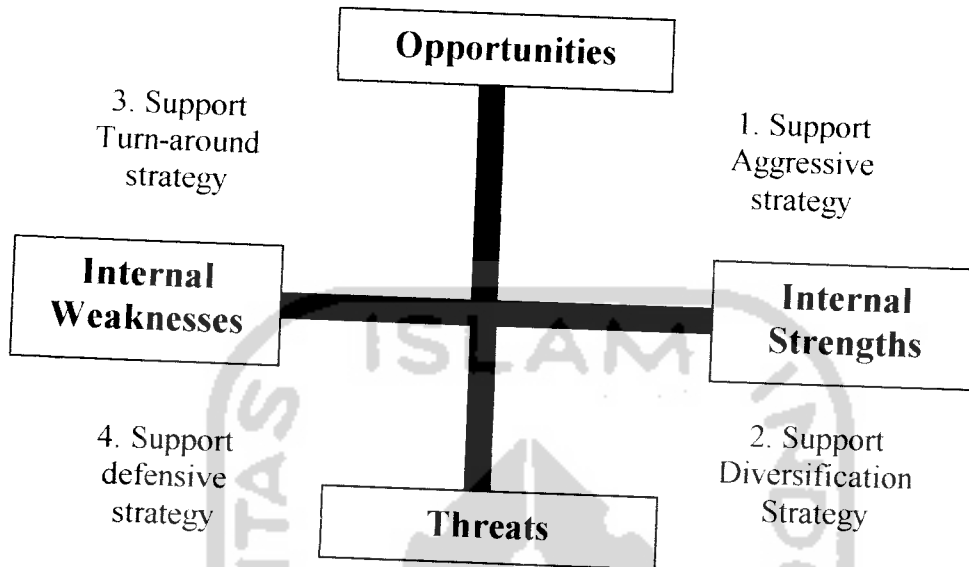 Opportunities
3. Support
Turn-around
strategy
1. Support
Aggressive
strategy
Internal
Weaknesses
Internal
Strengths
ISLAM
4. Support
defensive
strategy
2. Support
Diversification
Strategy
Threats